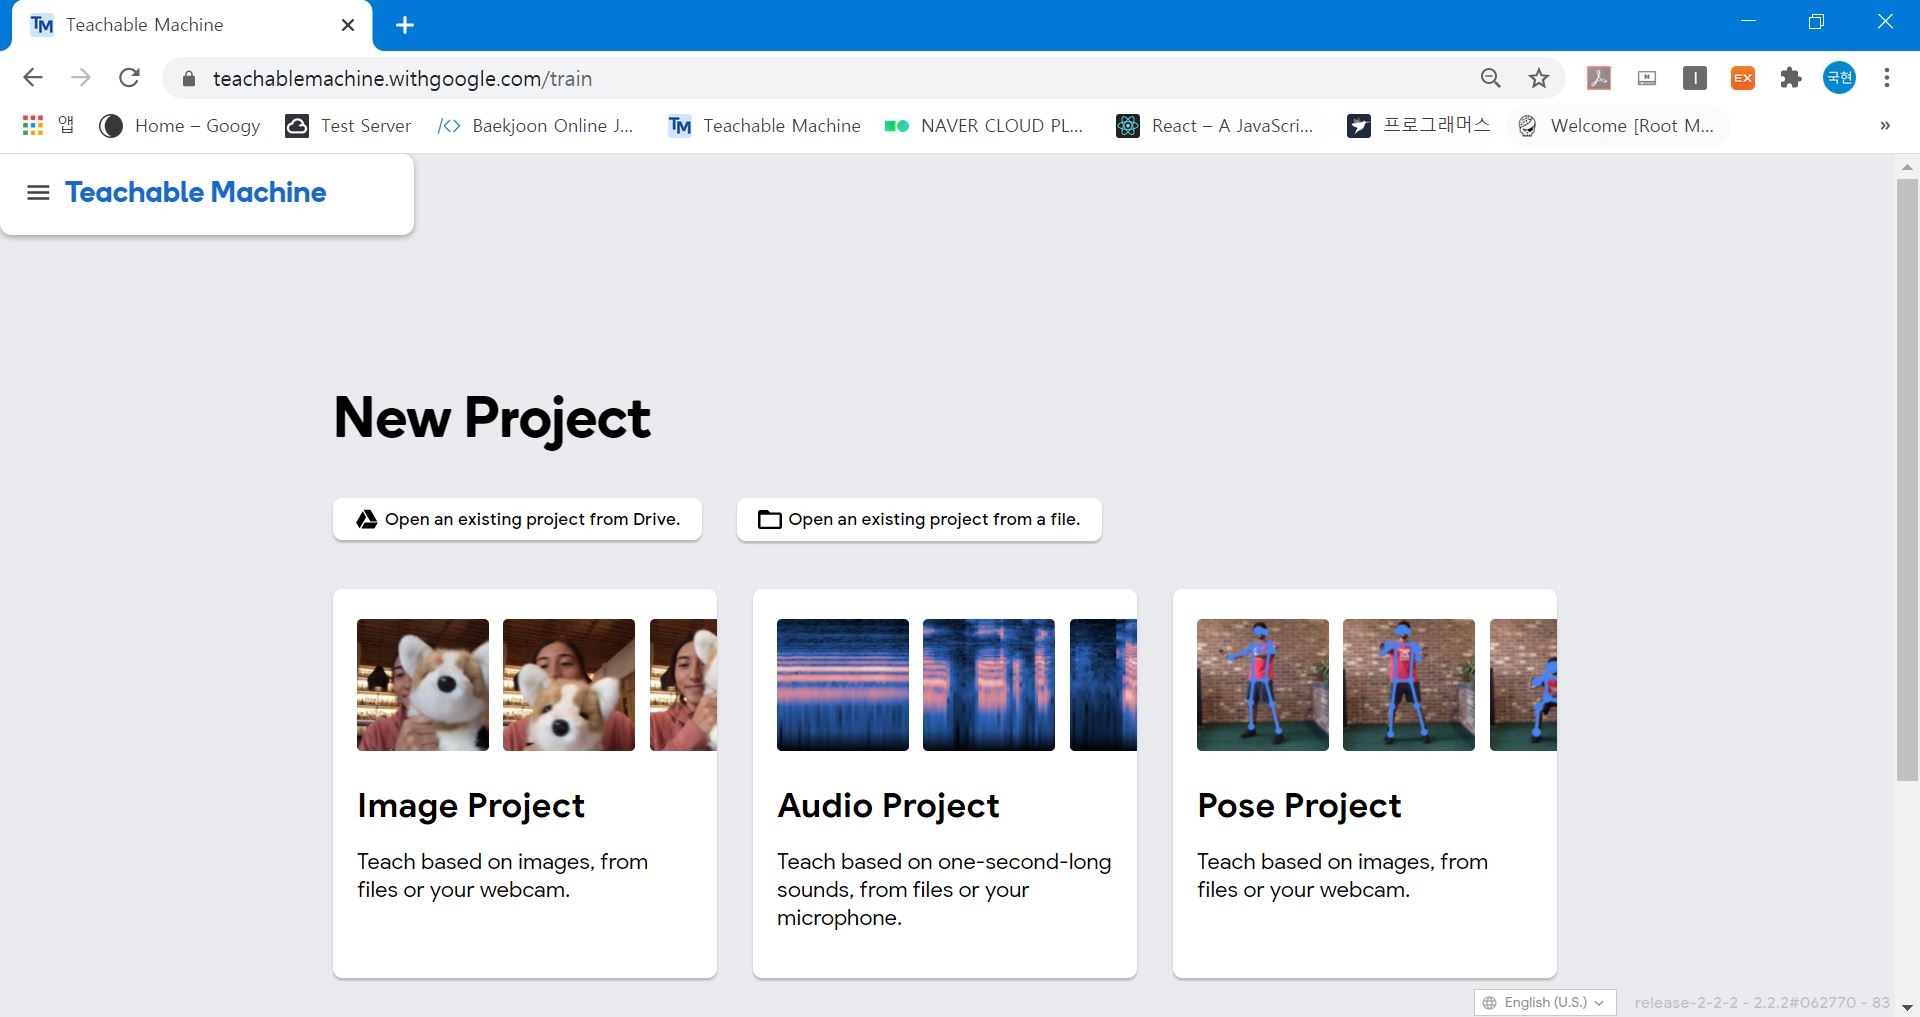 TM Teachable Machine
teachablemachine.withgoogle.com/train
EX 국현
앱 Home – Googy Test Server Baekjoon Online J... TM Teachable Machine NAVER CLOUD PL... React – A JavaScri... 프로그래머스 Welcome [Root M... »
Teachable Machine
New Project
Open an existing project from Drive. Open an existing project from a file.
Image Project
Teach based on images, from
files or your webcam.
Audio Project
Teach based on one-second-long
sounds, from files or your
microphone.
Pose Project
Teach based on images, from
files or your webcam.
English (U.S.) release-2-2-2 - 2.2.2#062770 - 83